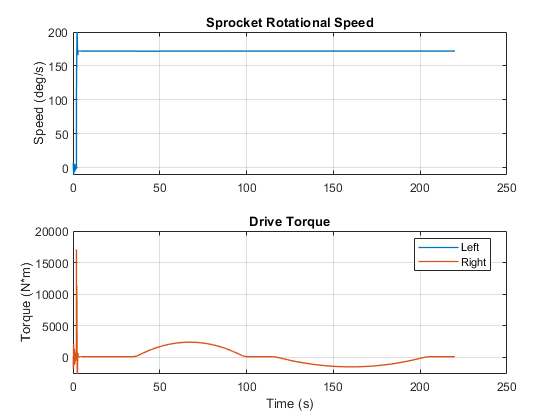 Sprocket Rotational Speed
200
150
100
50
0
Speed (deg/s)
0 50 100 150 200 250
Drive Torque
20000
15000
10000
5000
0
Torque (N*m)
Left
Right
0 50 100 150 200 250
Time (s)